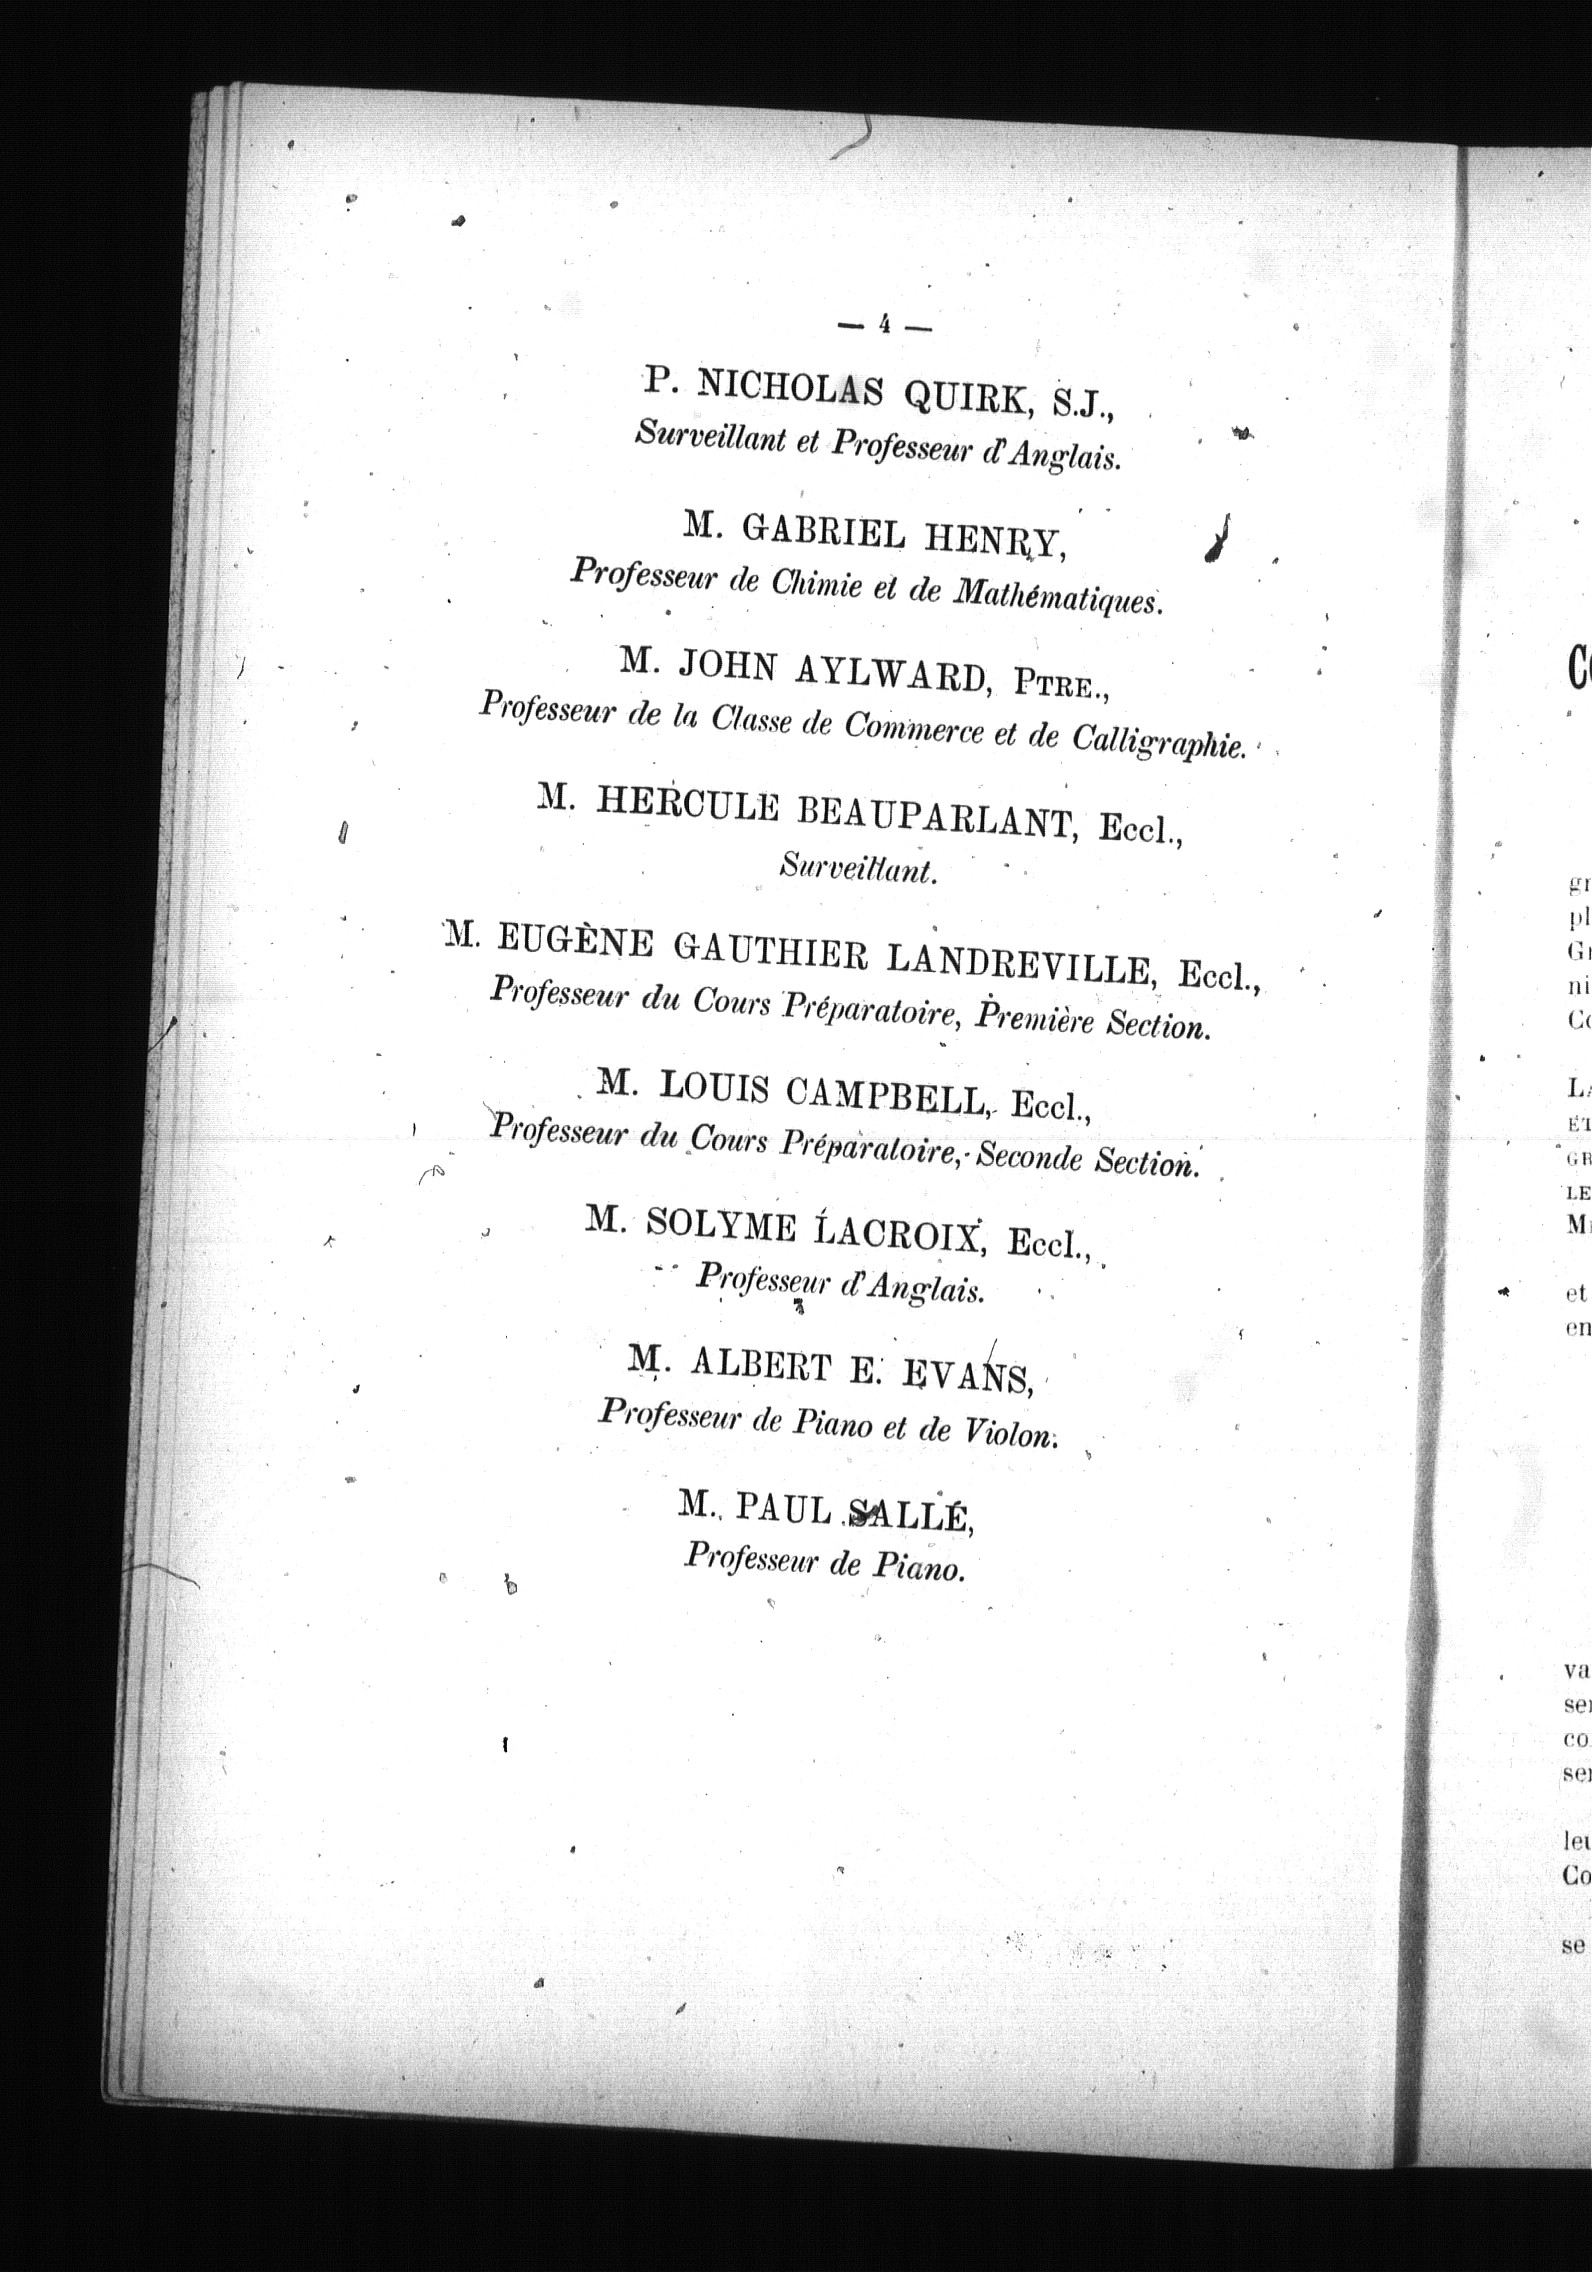 — 4 —
P. NICHOLAS QUIRK, S.J.,
Surveillant et Professeur d'Anglais.
M. GABRIEL HENRY,
Professeur de Chimie et de Mathématiques.
M. JOHN AYLWARD, PTRE.,
Professeur de la Classe de Commerce et de Calligraphie.
M. HERCULE BEAUPARLANT, Eccl.,
Surveillant.
M. EUGÈNE GAUTHIER LANDREVILLE, Eccl.,
Professeur du Cours Préparatoire, Première Section.
M. LOUIS CAMPBELL, Eccl.,
Professeur du Cours Préparatoire, Seconde Section.
M. SOLYME LACROIX, Eccl.,
Professeur d'Anglais.
M. ALBERT E. EVANS,
Professeur de Piano et de Violon.
M. PAUL SALLÉ,
Professeur de Piano.